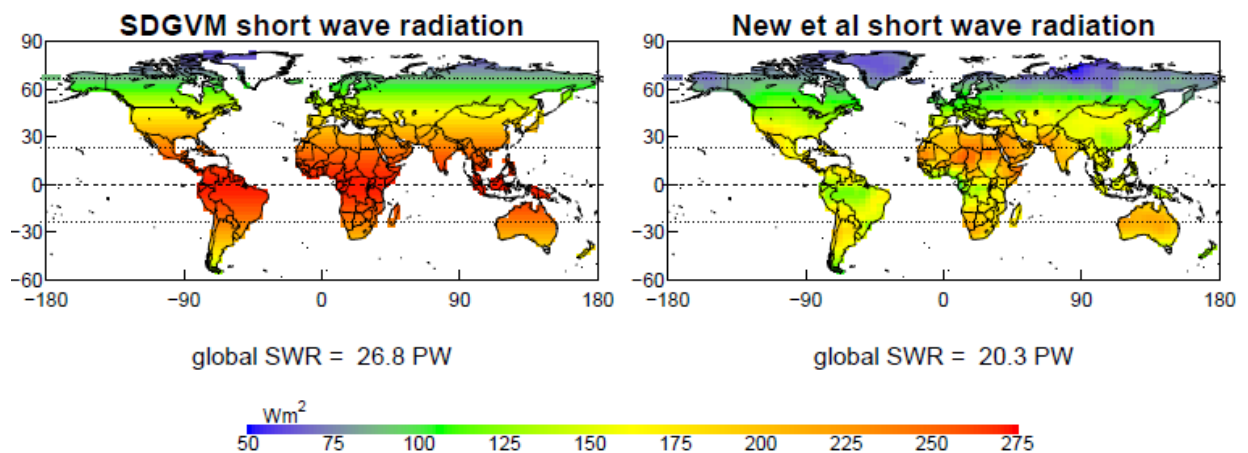 SDGVM short wave radiation
90
60
30
0
−30
−60
−180 −90 0 90 180
global SWR = 26.8 PW
New et al short wave radiation
90
60
30
0
−30
−60
−180 −90 0 90 180
global SWR = 20.3 PW
Wm²
50 75 100 125 150 175 200 225 250 275